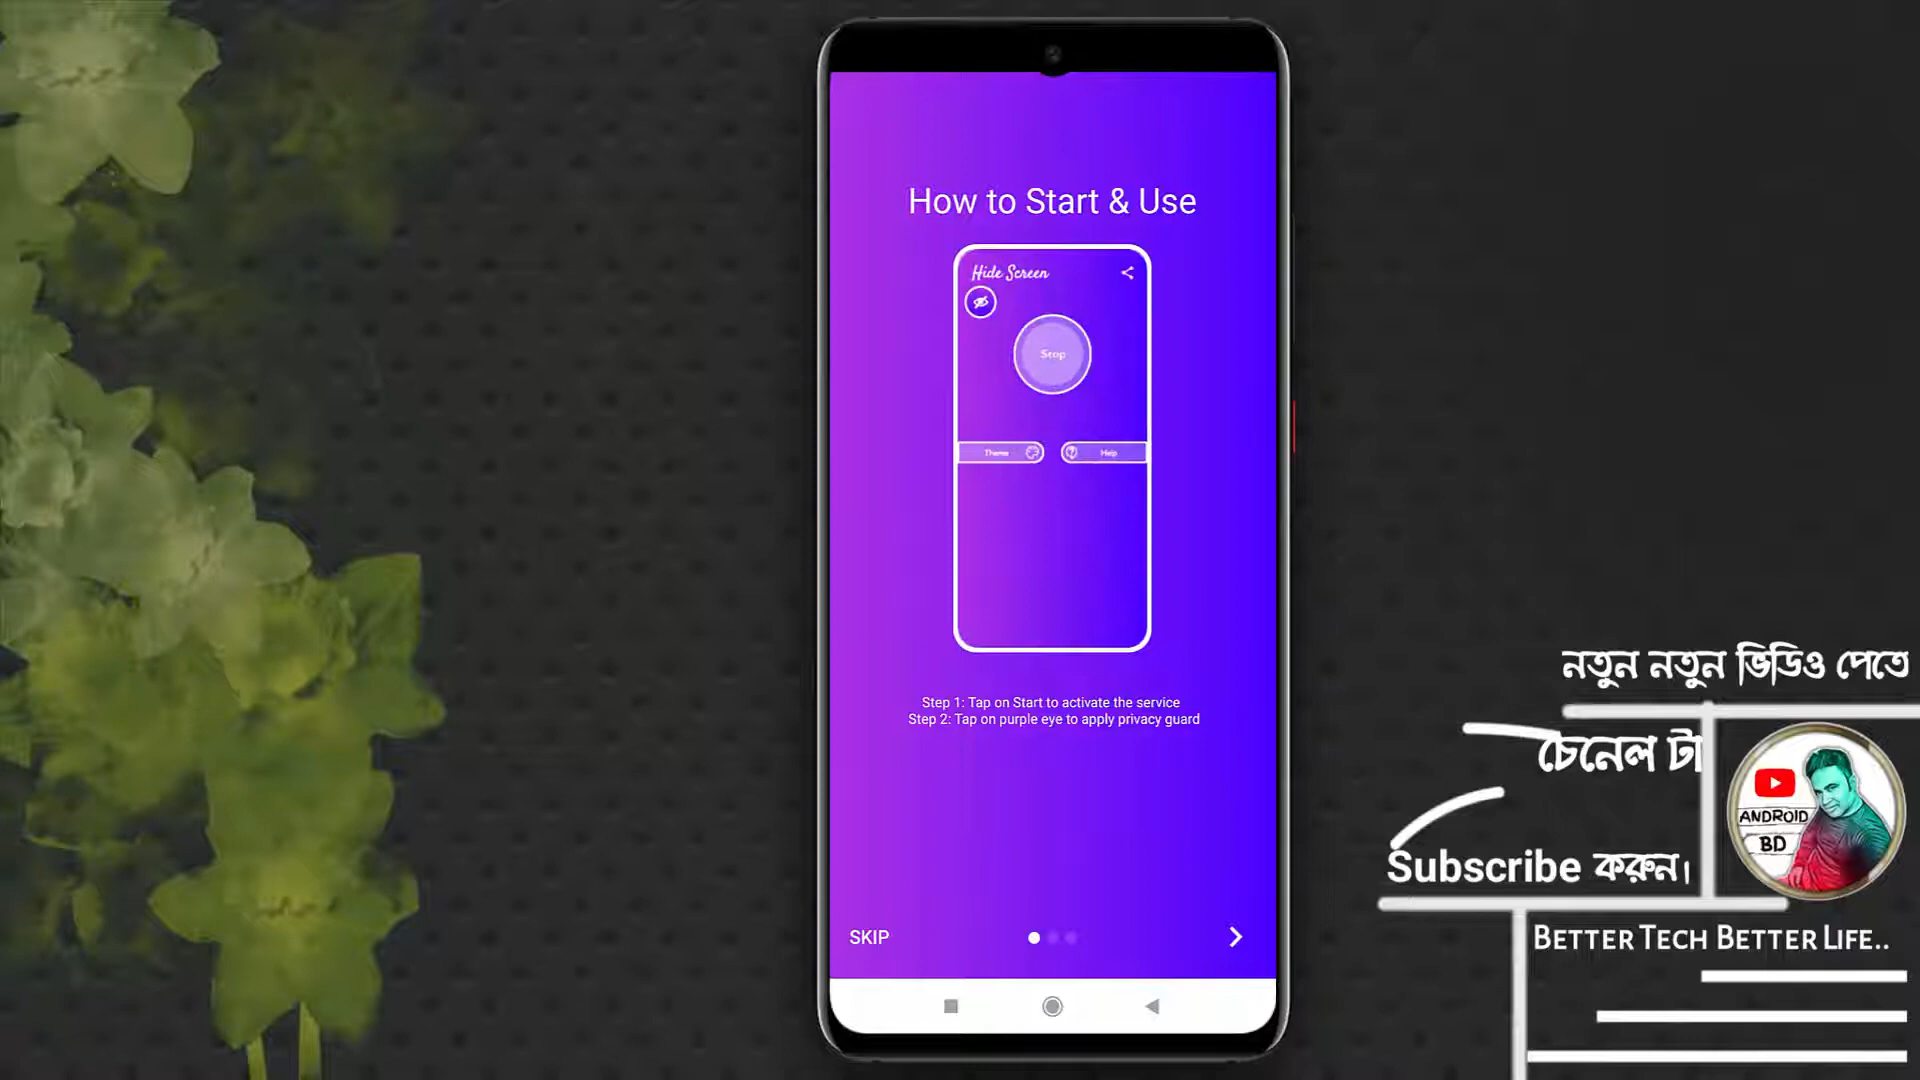 How to Start & Use
Hide Screen
Stop
Theme
Help
Step 1: Tap on Start to activate the service
Step 2: Tap on purple eye to apply privacy guard
SKIP
নতুন নতুন ভিডিও পেতে
চেনেল টা
ANDROID
BD
Subscribe করুন।
BETTER TECH BETTER LIFE..